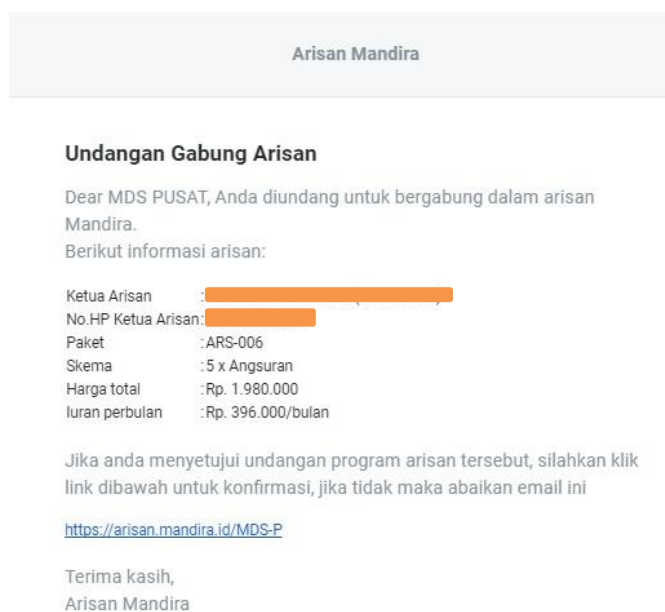 Arisan Mandira
Undangan Gabung Arisan
Dear MDS PUSAT, Anda diundang untuk bergabung dalam arisan
Mandira.
Berikut informasi arisan:
Ketua Arisan :
No.HP Ketua Arisan:
Paket :ARS-006
Skema :5 x Angsuran
Harga total :Rp. 1.980.000
Iuran perbulan :Rp. 396.000/bulan
Jika anda menyetujui undangan program arisan tersebut, silahkan klik
link dibawah untuk konfirmasi, jika tidak maka abaikan email ini
https://arisan.mandira.id/MDS-P
Terima kasih,
Arisan Mandira